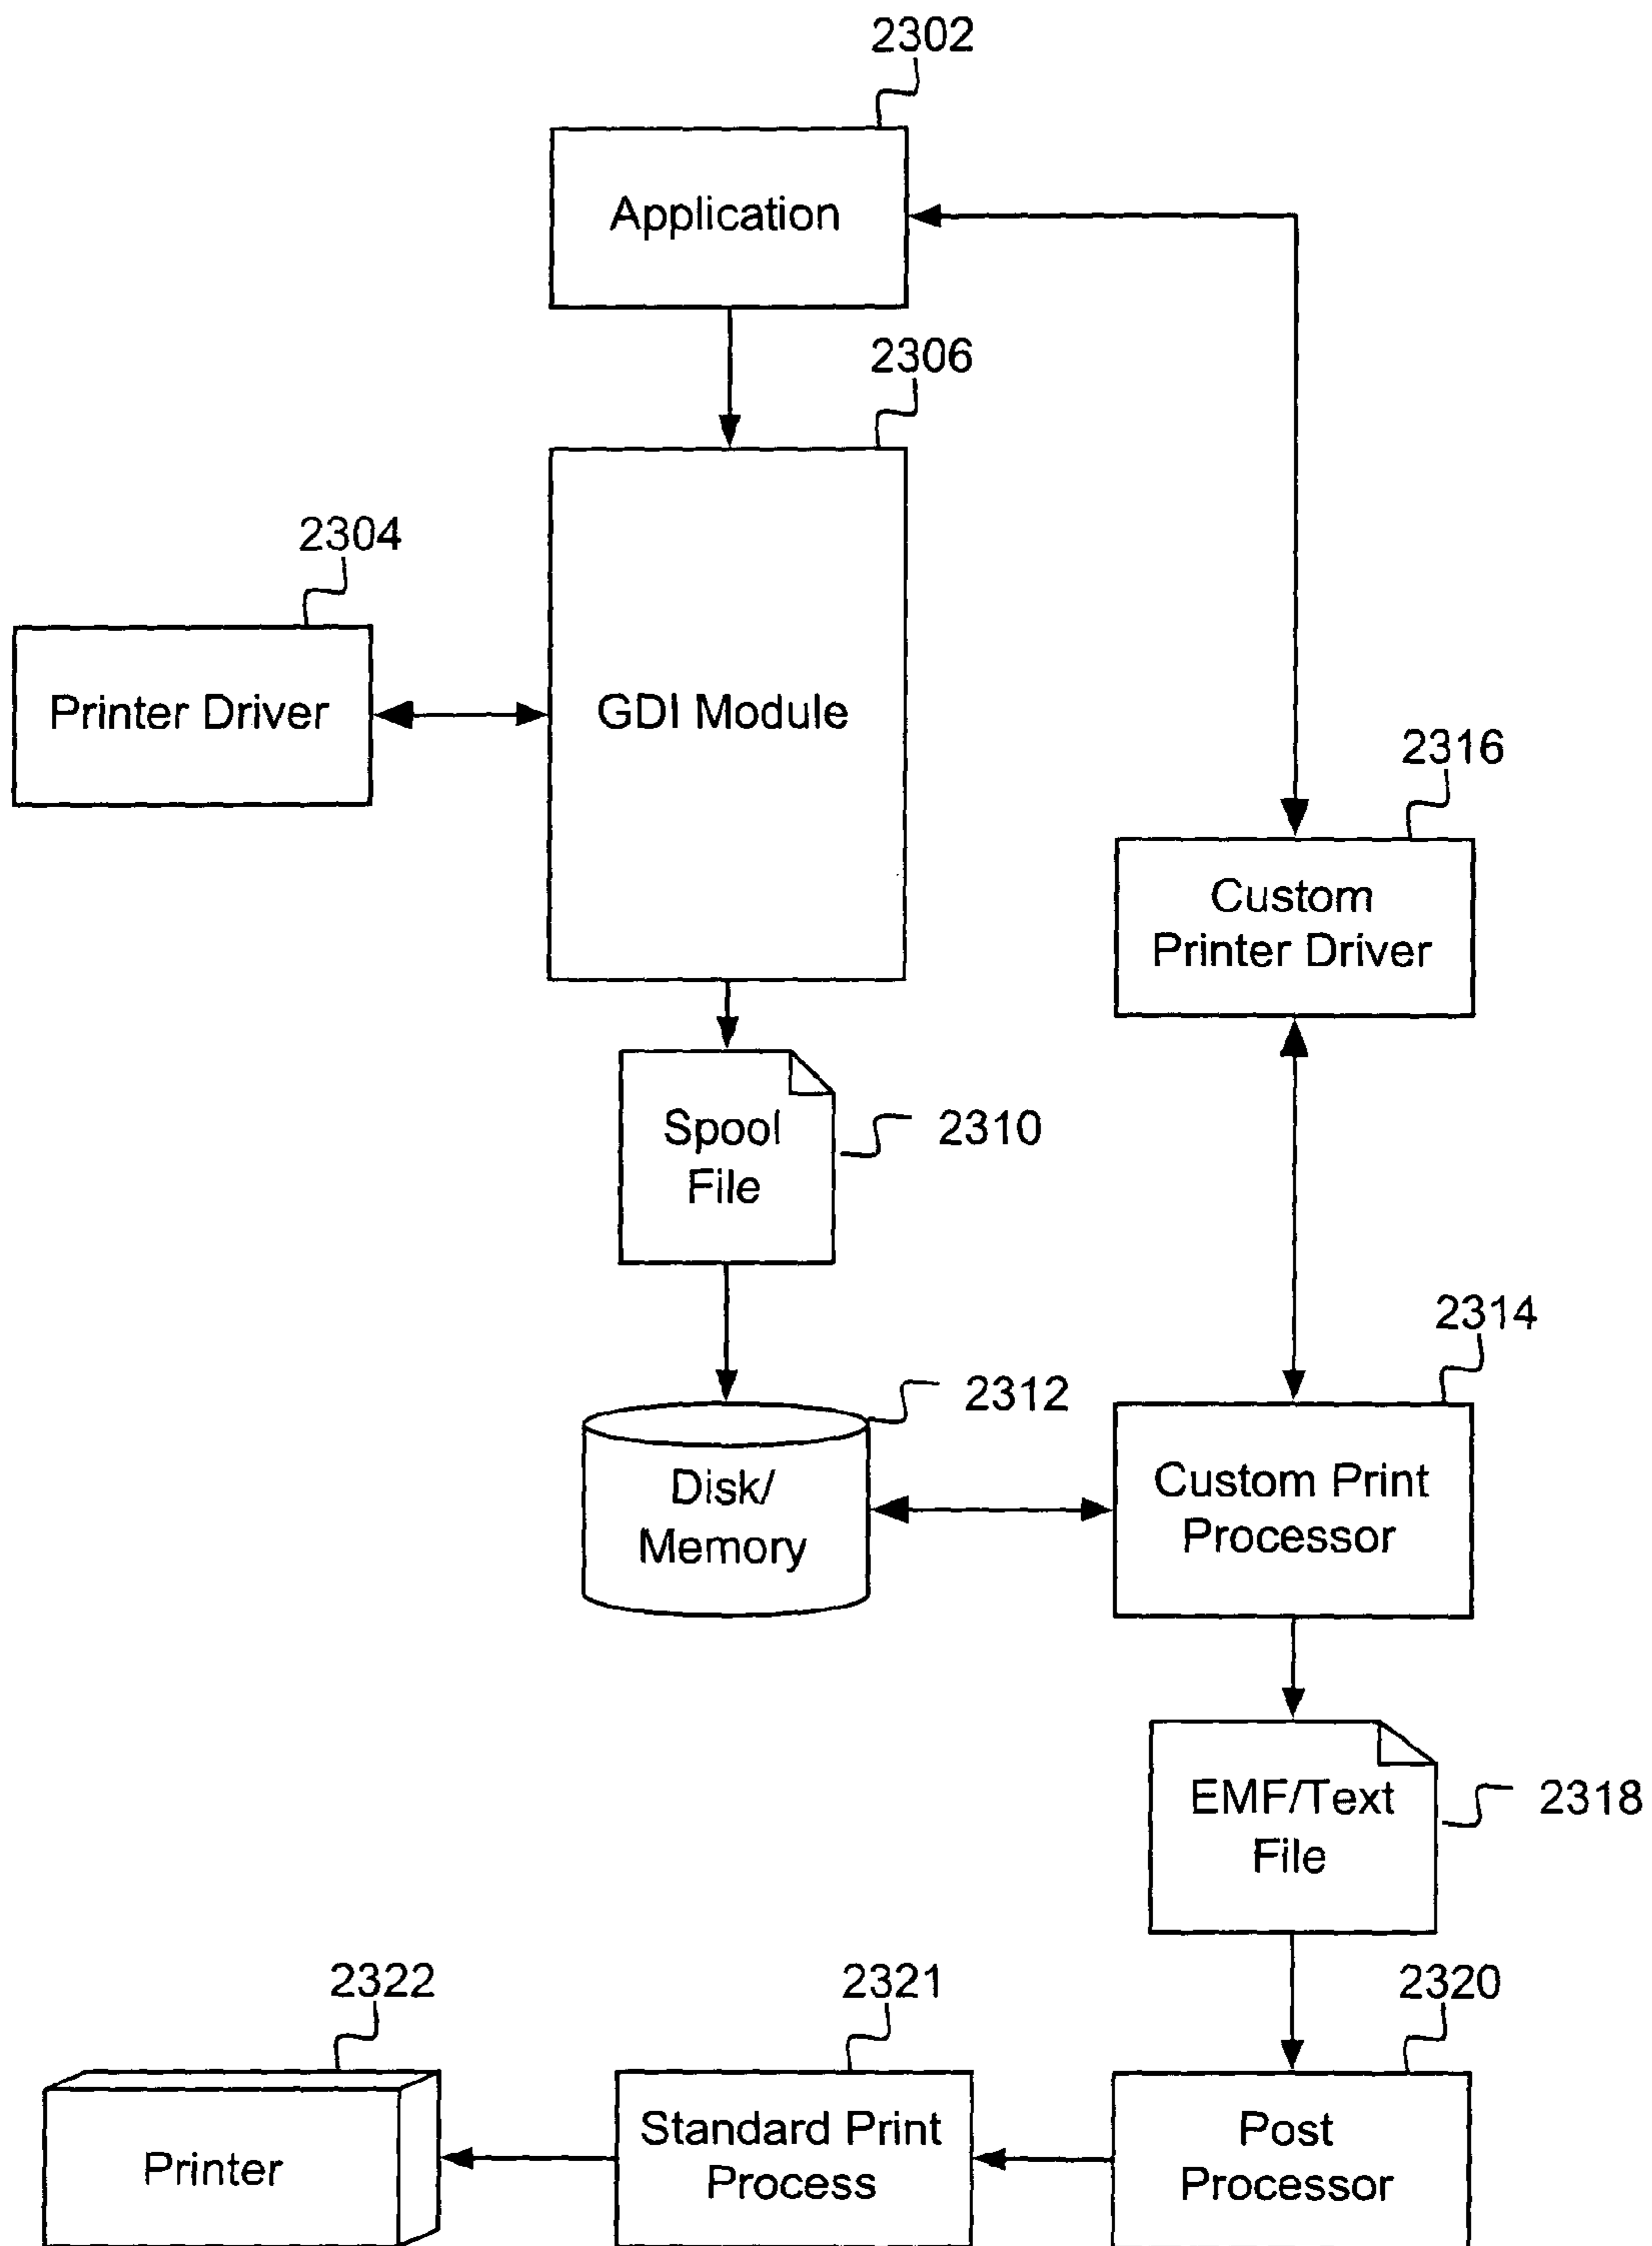 2302
Application
2306
2304
Printer Driver
GDI Module
2316
Custom
Printer Driver
Spool
File
2310
2314
2312
Disk/
Memory
Custom Print
Processor
EMF/Text
File
2318
2322
2321
2320
Printer
Standard Print
Process
Post
Processor